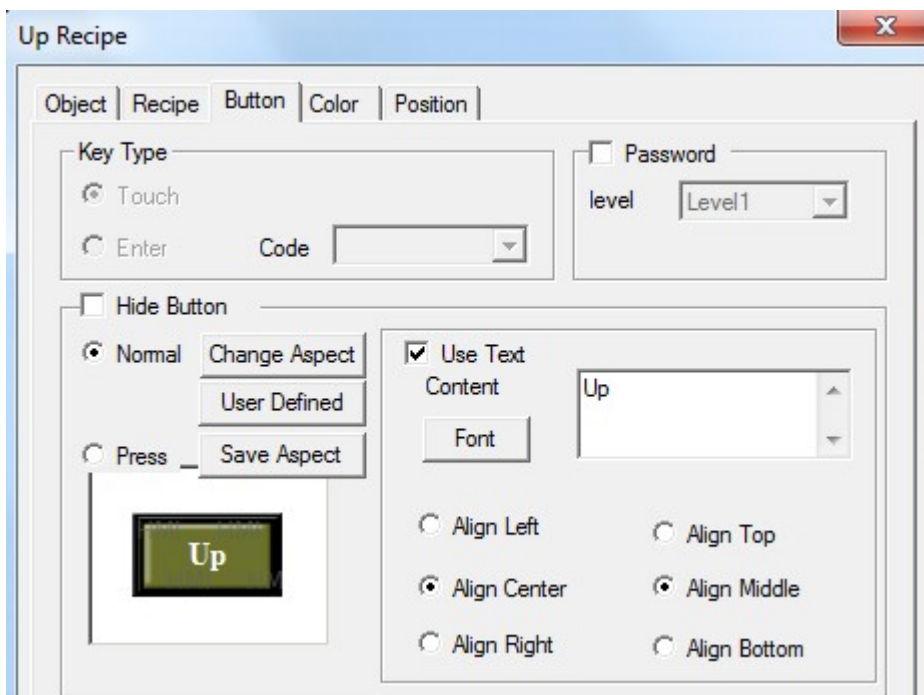 Up Recipe
X
Object Recipe Button Color Position
Key Type
Touch
Enter Code
Password
level Level1
Hide Button
Normal Change Aspect
User Defined
Press Save Aspect
Up
Use Text
Content Up
Font
Align Left Align Top
Align Center Align Middle
Align Right Align Bottom